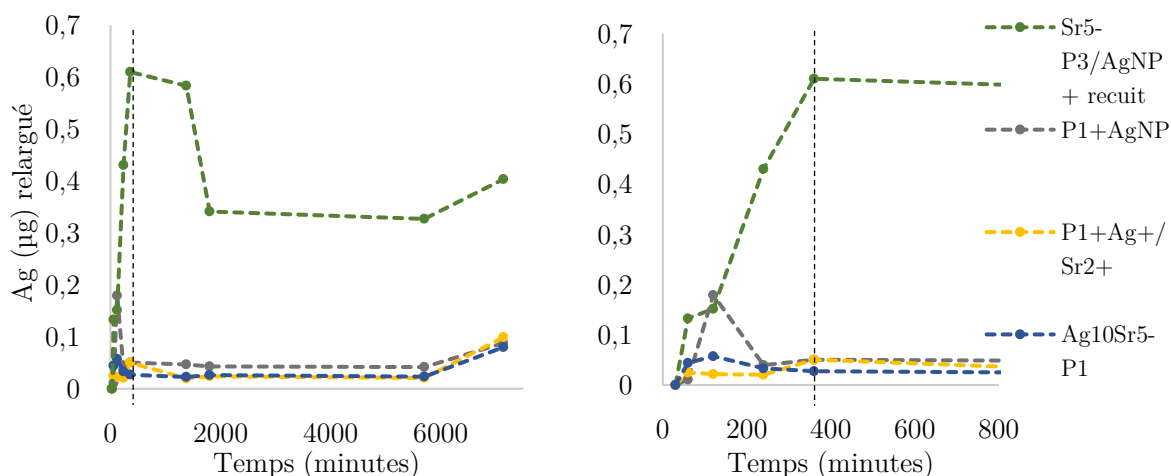 0,7
0,6
0,5
0,4
0,3
0,2
0,1
0
Ag (µg) relargué
0 2000 4000 6000
Temps (minutes)
0,7
0,6
0,5
0,4
0,3
0,2
0,1
0
0 200 400 600 800
Temps (minutes)
Sr5-
P3/AgNP
+ recuit
P1+AgNP
P1+Ag+/
Sr2+
Ag10Sr5-
P1